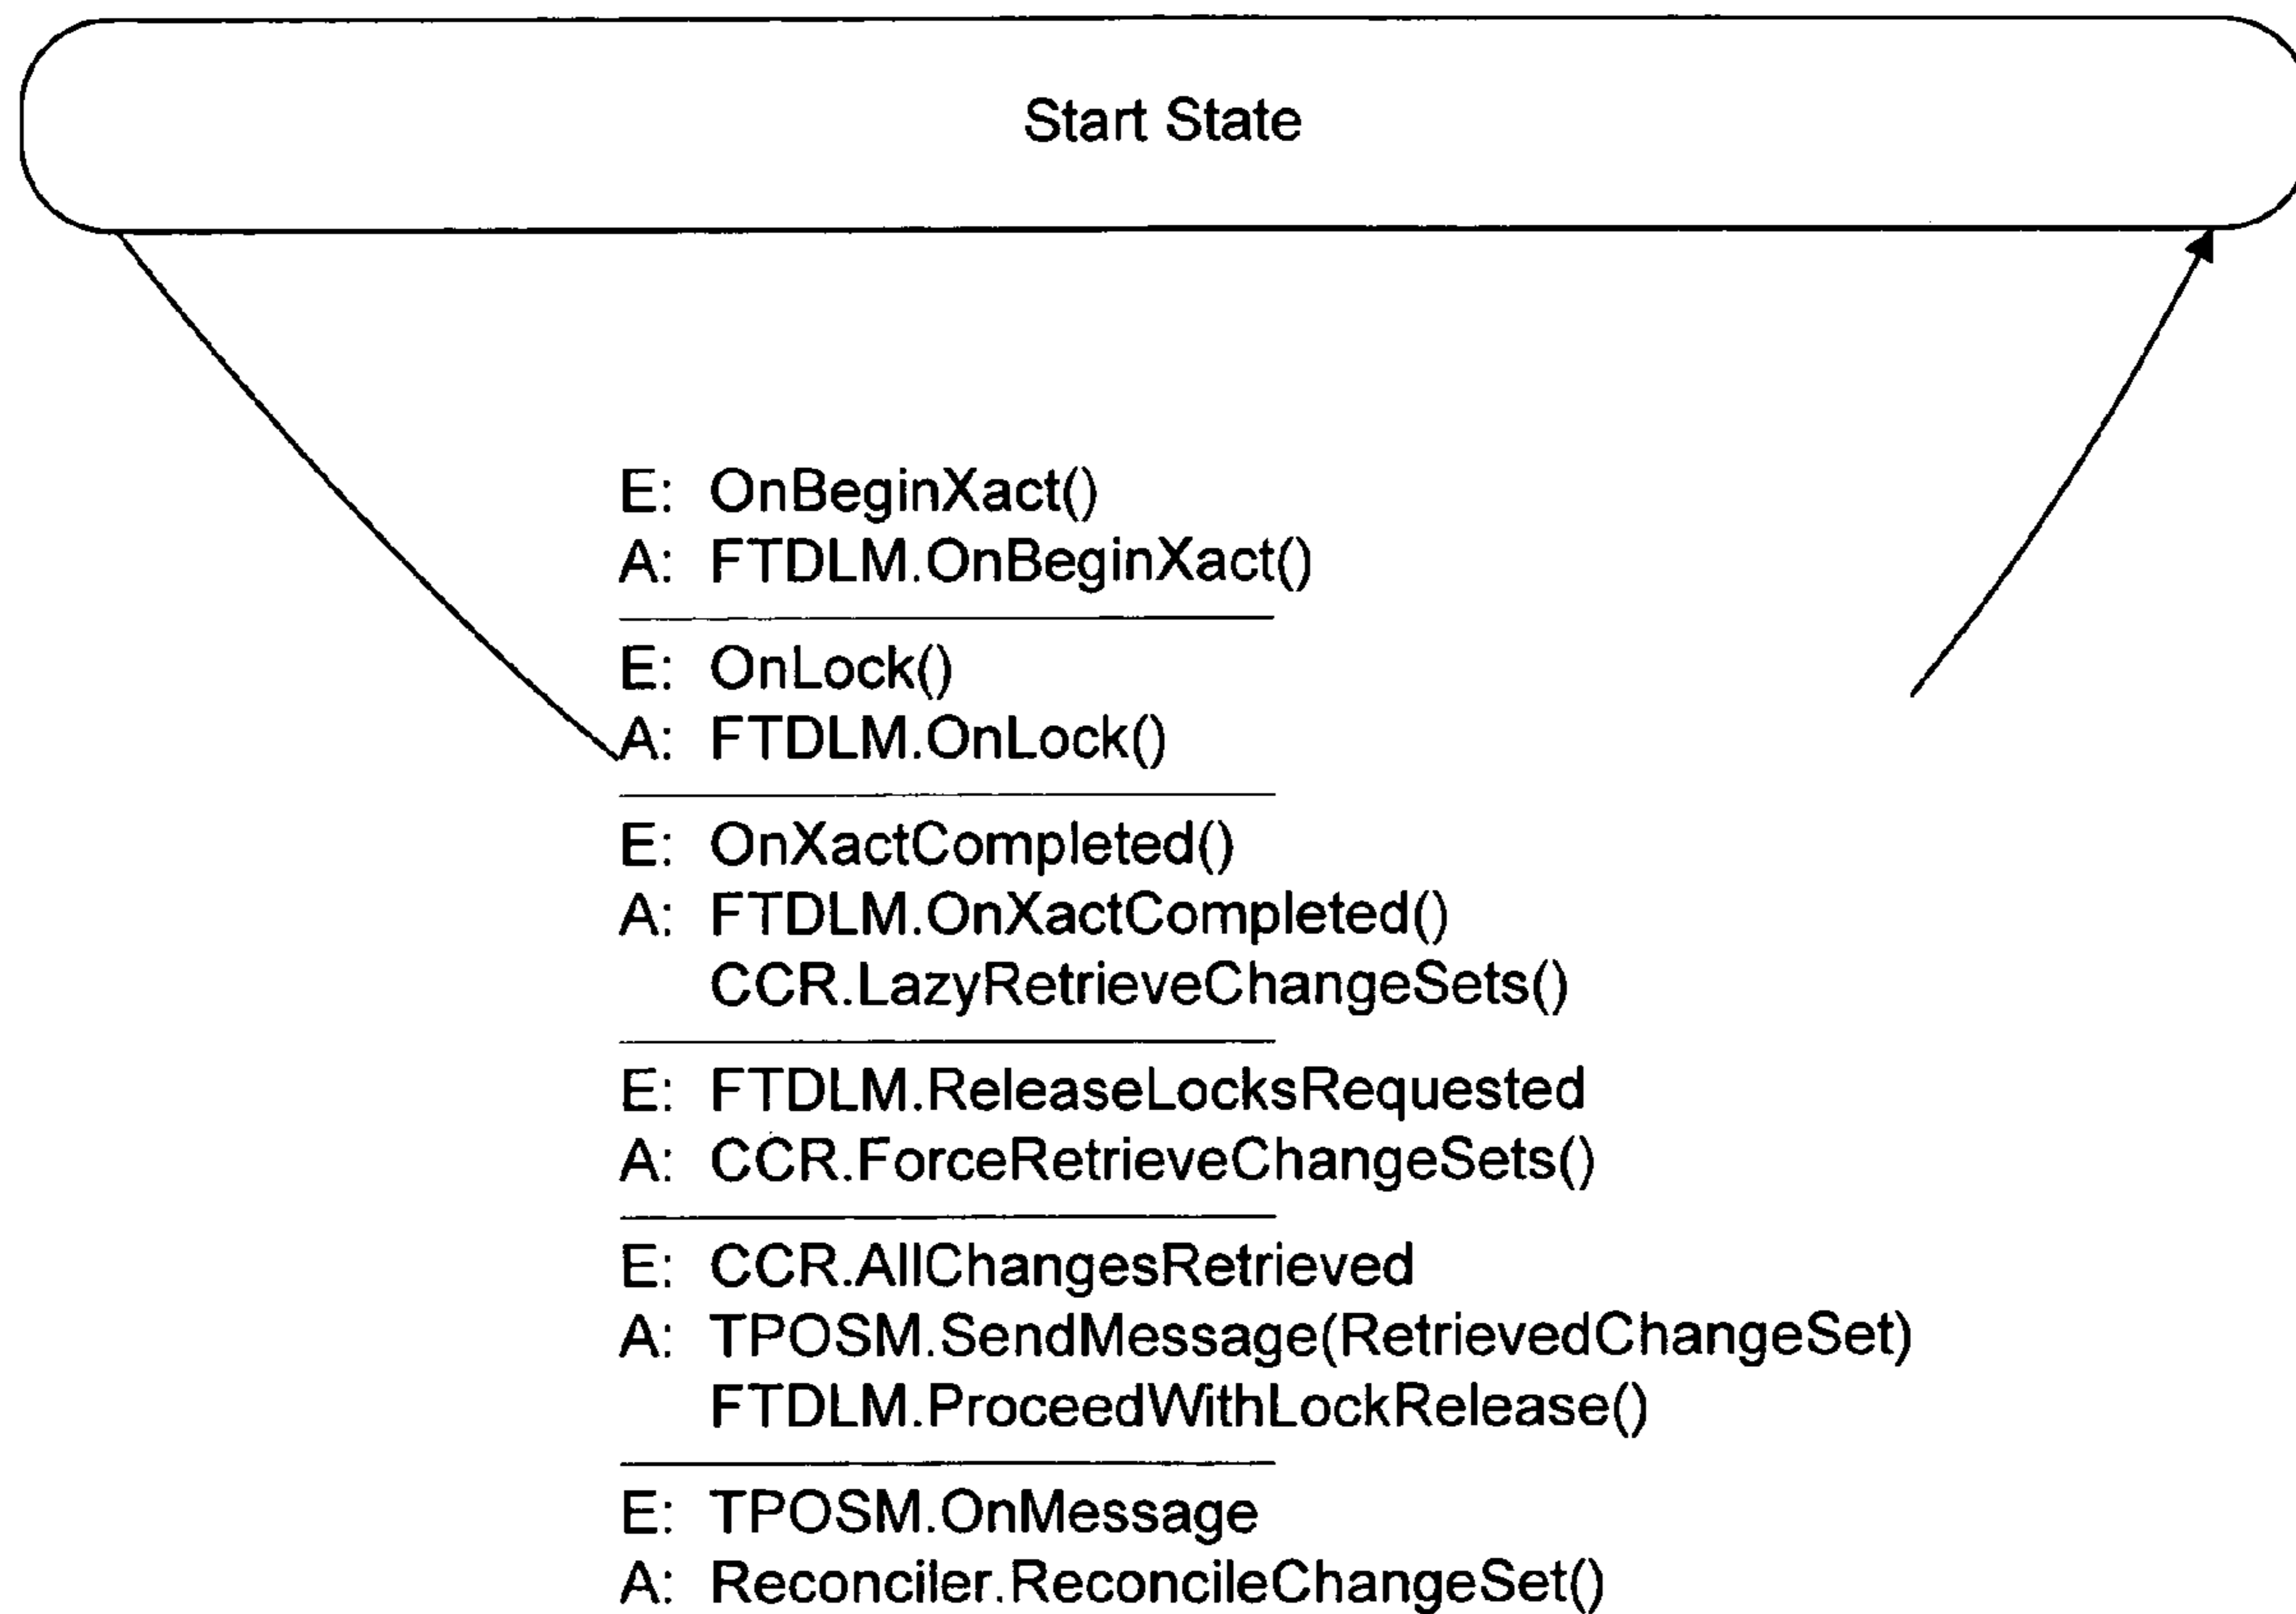 Start State
E: OnBeginXact()
A: FTDLM.OnBeginXact()
E: OnLock()
A: FTDLM.OnLock()
E: OnXactCompleted()
A: FTDLM.OnXactCompleted()
CCR.LazyRetrieveChangeSets()
E: FTDLM.ReleaseLocksRequested
A: CCR.ForceRetrieveChangeSets()
E: CCR.AllChangesRetrieved
A: TPOSM.SendMessage(RetrievedChangeSet)
FTDLM.ProceedWithLockRelease()
E: TPOSM.OnMessage
A: Reconciler.ReconcileChangeSet()